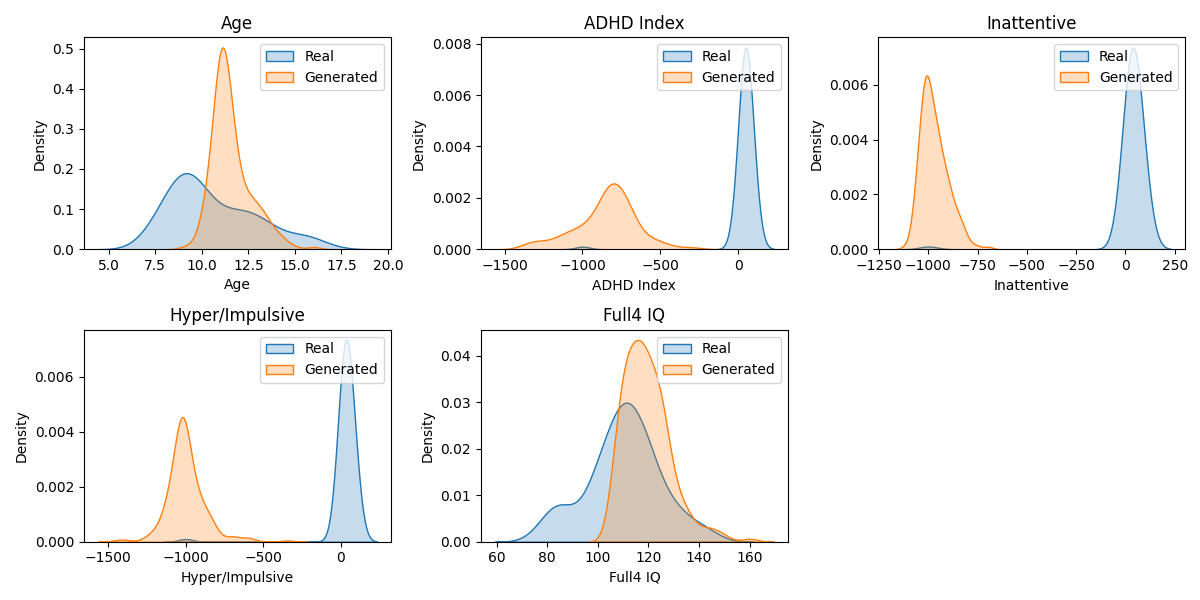 Age
Real
Generated
0.5
0.4
0.3
0.2
0.1
0.0
Density
5.0 7.5 10.0 12.5 15.0 17.5 20.0
Age
ADHD Index
Real
Generated
0.008
0.006
0.004
0.002
0.000
Density
−1500 −1000 −500 0
ADHD Index
Inattentive
Real
Generated
0.006
0.004
0.002
0.000
Density
−1250 −1000 −750 −500 −250 0 250
Inattentive
Hyper/Impulsive
Real
Generated
0.006
0.004
0.002
0.000
Density
−1500 −1000 −500 0
Hyper/Impulsive
Full4 IQ
Real
Generated
0.04
0.03
0.02
0.01
0.00
Density
60 80 100 120 140 160
Full4 IQ